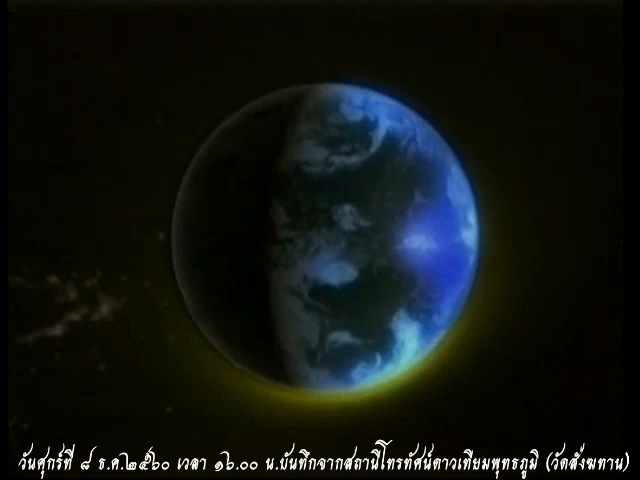 วันศุกร์ที่ ๘ ธ.ค.๒๕๖๐ เวลา ๑๖.๐๐ น.บันทึกจากสถานีโทรทัศน์ดาวเทียมพุทธภูมิ (วัดสังฆทาน)